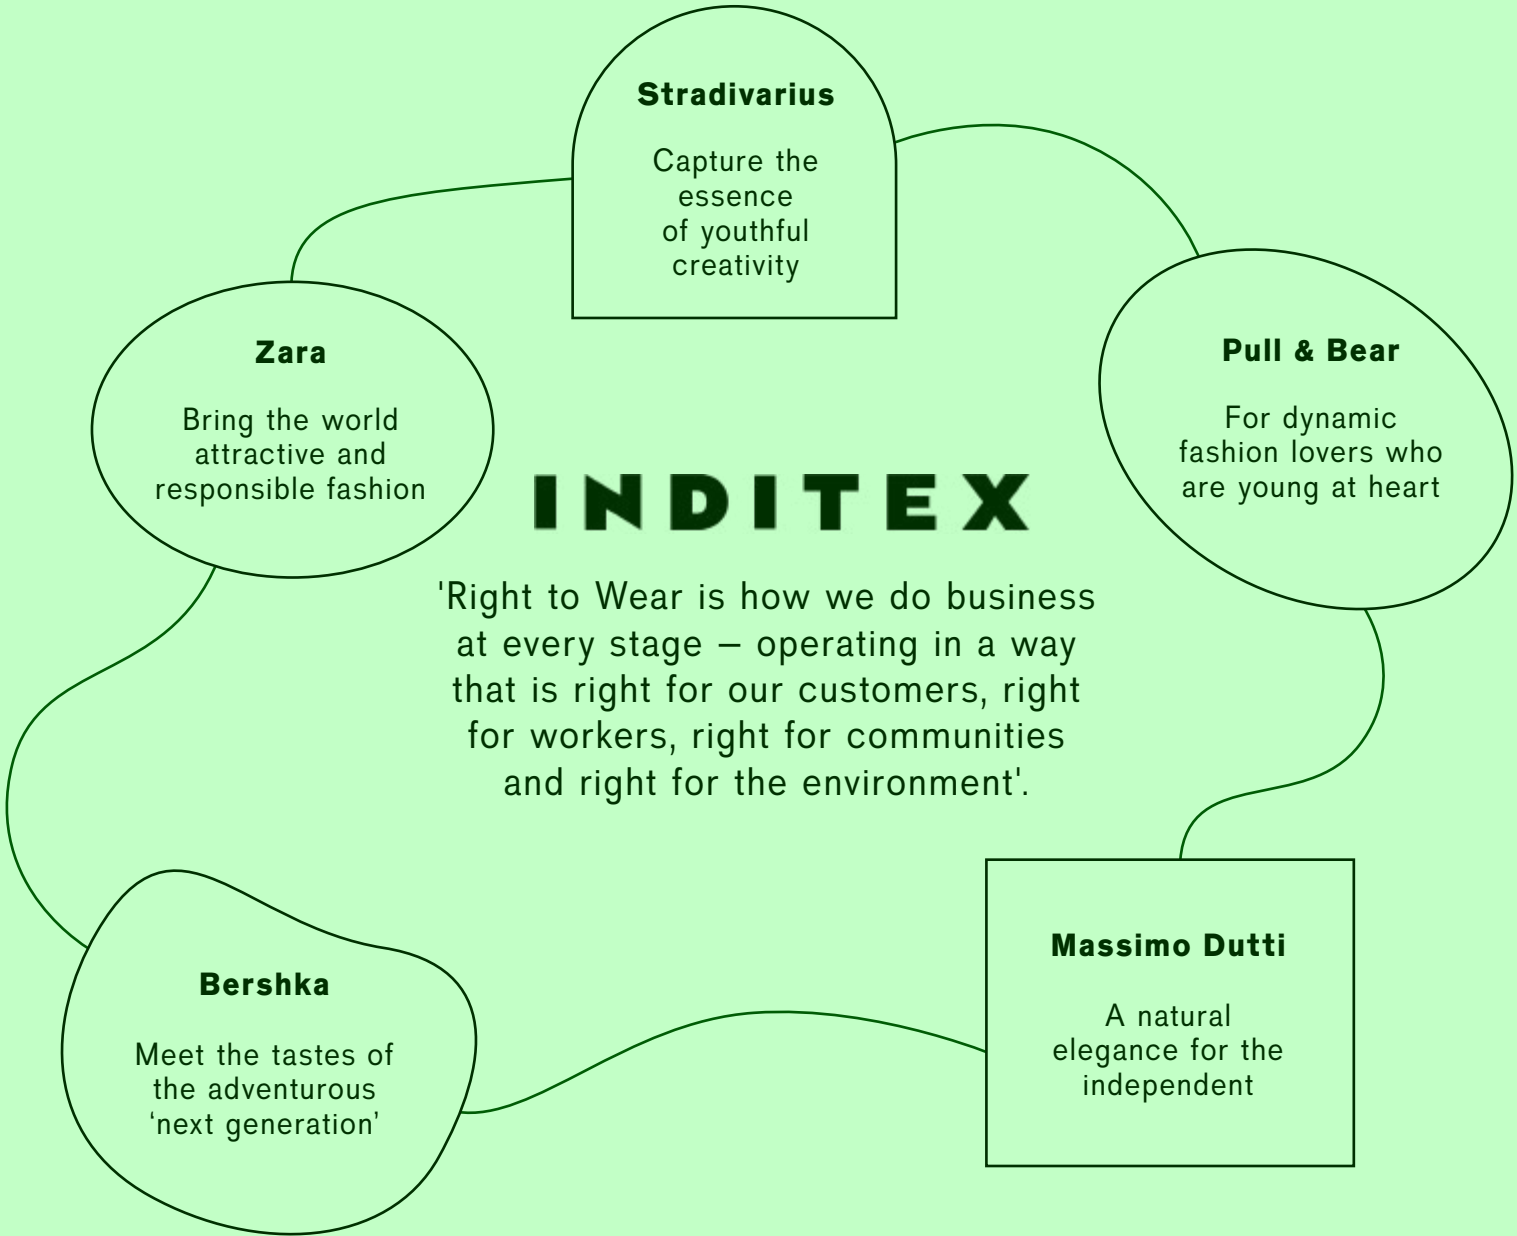 Stradivarius
Capture the
essence
of youthful
creativity
Zara
Bring the world
attractive and
responsible fashion
Pull & Bear
For dynamic
fashion lovers who
are young at heart
INDITEX
'Right to Wear is how we do business
at every stage – operating in a way
that is right for our customers, right
for workers, right for communities
and right for the environment'.
Bershka
Meet the tastes of
the adventurous
‘next generation’
Massimo Dutti
A natural
elegance for the
independent